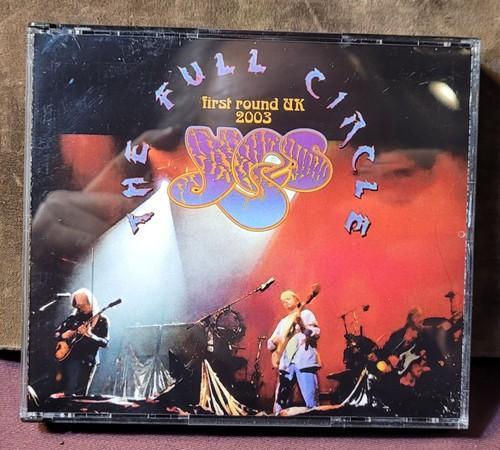 THE FULL CIRCLE
first round UK
2003
YES